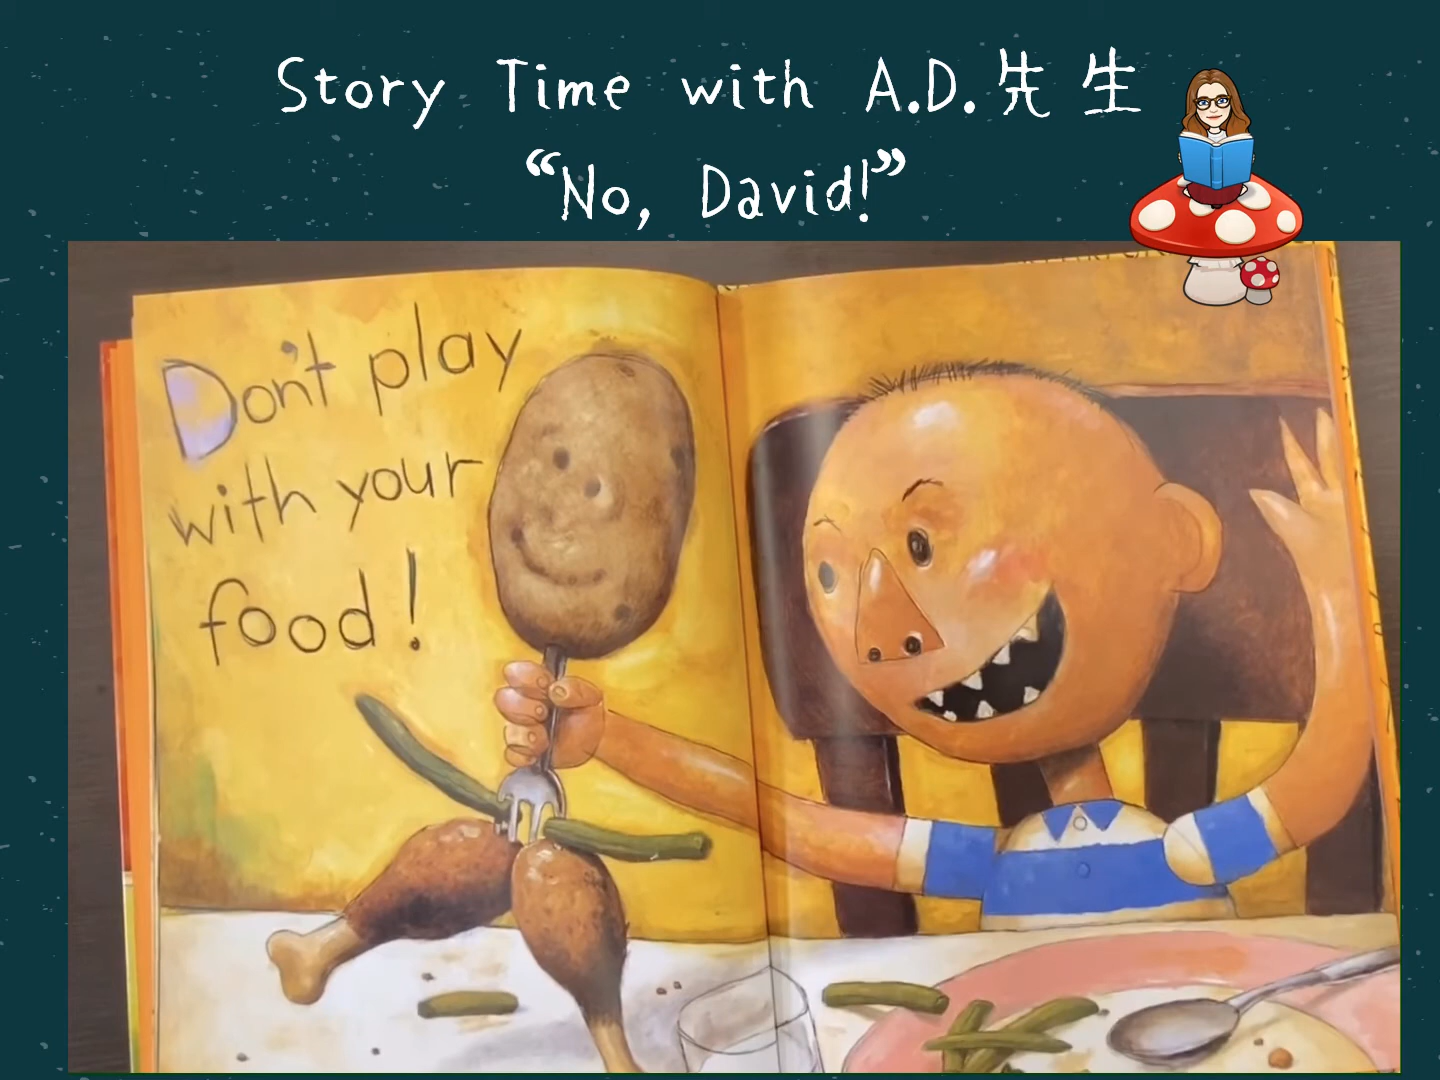 Story Time with A.D.先生
“No, David!”
Don't play
with your
food!